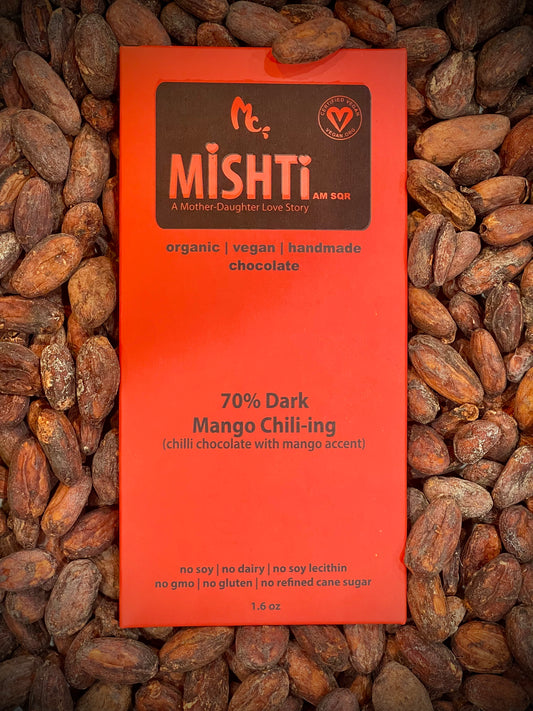 Mc
CERTIFIED VEGAN
VEGAN.ORG
MISHTi AM SQR
A Mother-Daughter Love Story
organic | vegan | handmade
chocolate
70% Dark
Mango Chili-ing
(chilli chocolate with mango accent)
no soy | no dairy | no soy lecithin
no gmo | no gluten | no refined cane sugar
1.6 oz